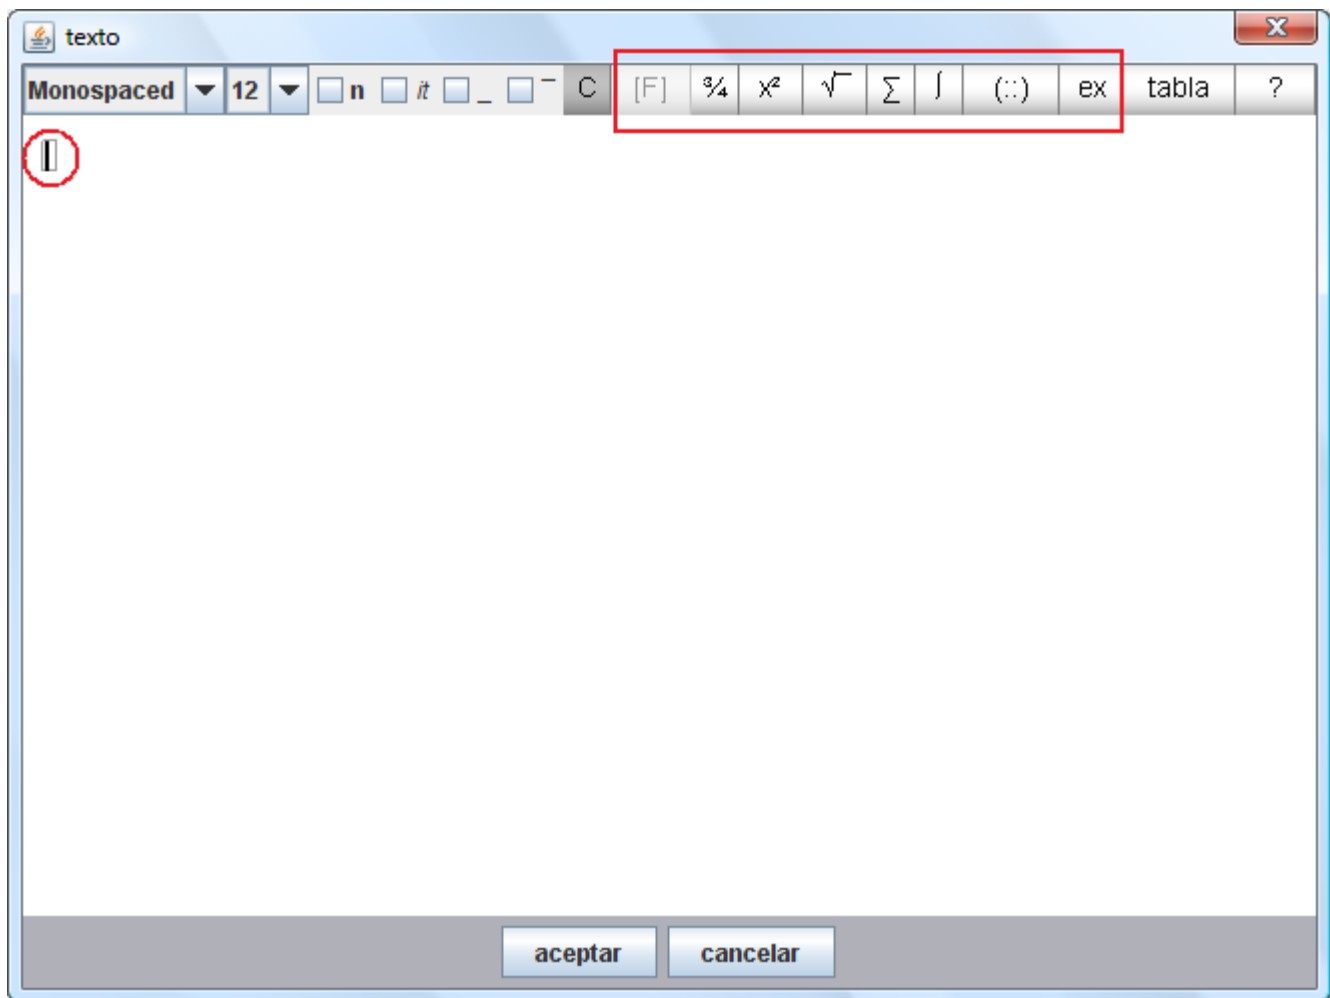 texto
Monospaced 12 n it _ ‾ C [F] ¾ x² √‾ ∑ ∫ (::) ex tabla ?
aceptar cancelar